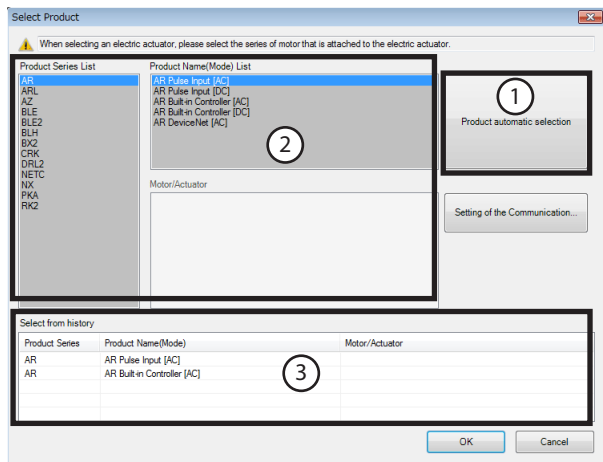 Select Product
When selecting an electric actuator, please select the series of motor that is attached to the electric actuator.
Product Series List
AR
ARL
AZ
BLE
BLE2
BLH
BX2
CRK
DRL2
NETC
NX
PKA
RK2
Product Name(Mode) List
AR Pulse Input [AC]
AR Pulse Input [DC]
AR Built-in Controller [AC]
AR Built-in Controller [DC]
AR DeviceNet [AC]
2
Motor/Actuator
1
Product automatic selection
Setting of the Communication...
Select from history
Product Series Product Name(Mode) Motor/Actuator
AR AR Pulse Input [AC]
AR AR Built-in Controller [AC]
3
OK Cancel